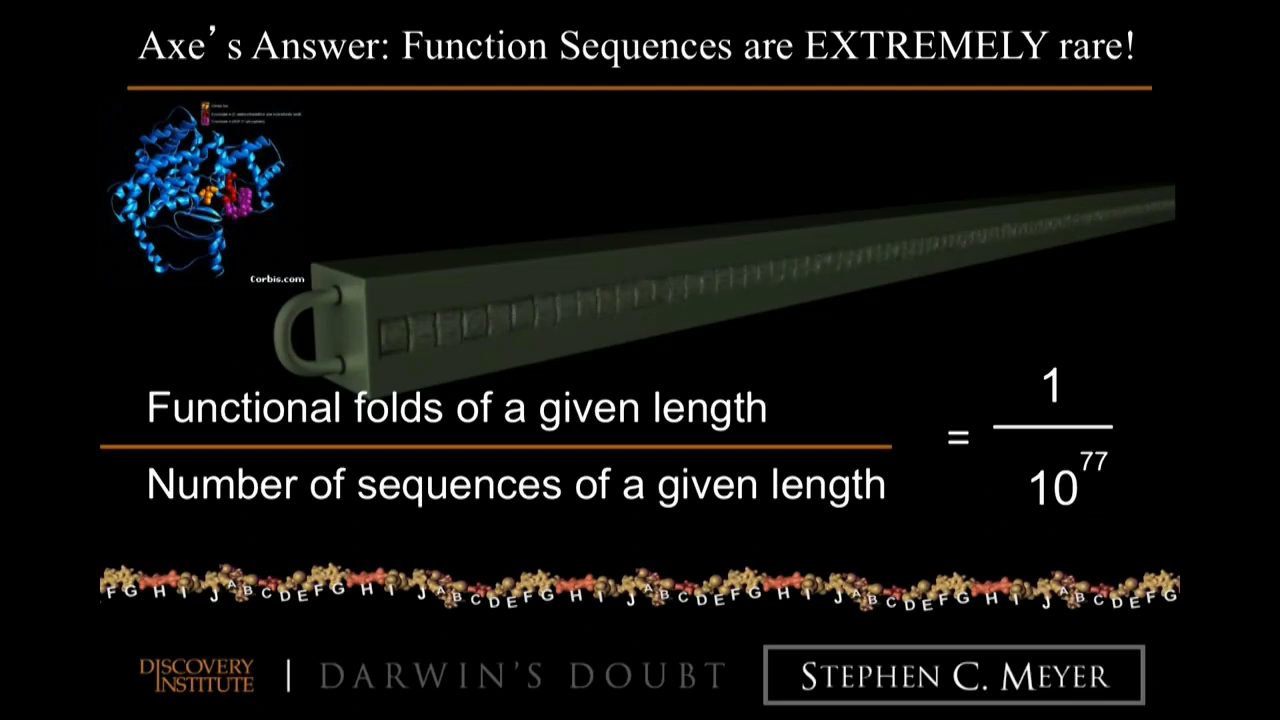 Axe's Answer: Function Sequences are EXTREMELY rare!
Corbis.com
Functional folds of a given length
Number of sequences of a given length
=
1
10^77
F G H I J A B C D E F G H I J A B C D E F G H I J A B C D E F G H I J A B C D E F G H I J A B C D E F G
DISCOVERY INSTITUTE | DARWIN'S DOUBT STEPHEN C. MEYER